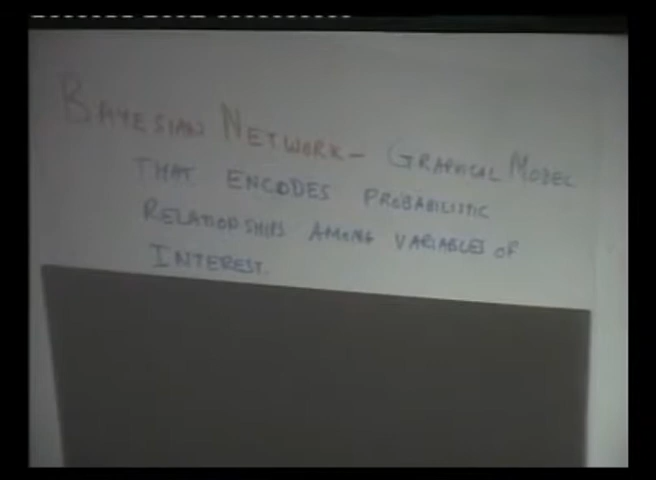 BAYESIAN NETWORK - GRAPHICAL MODEL
THAT ENCODES PROBABILISTIC
RELATIONSHIPS AMONG VARIABLES OF
INTEREST.